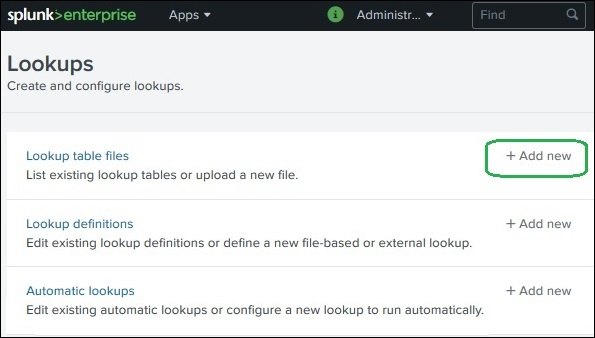 splunk>enterprise Apps i Administr... Find
Lookups
Create and configure lookups.
Lookup table files + Add new
List existing lookup tables or upload a new file.
Lookup definitions + Add new
Edit existing lookup definitions or define a new file-based or external lookup.
Automatic lookups + Add new
Edit existing automatic lookups or configure a new lookup to run automatically.